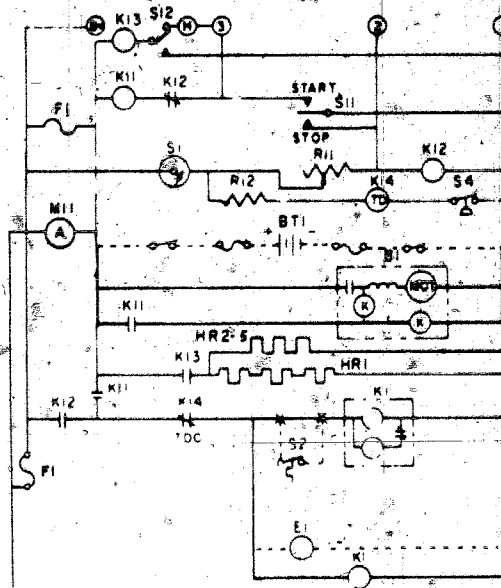 S12
K13
H
3
2
K11
K12
START
S11
STOP
F1
S1
R11
K12
R12
K14
S4
TD
M11
A
+ BT1 -
B1
MOT
K
K11
K
HR2-5
K13
HR1
K11
K12
K14
K1
TDC
S2
F1
E1
K1